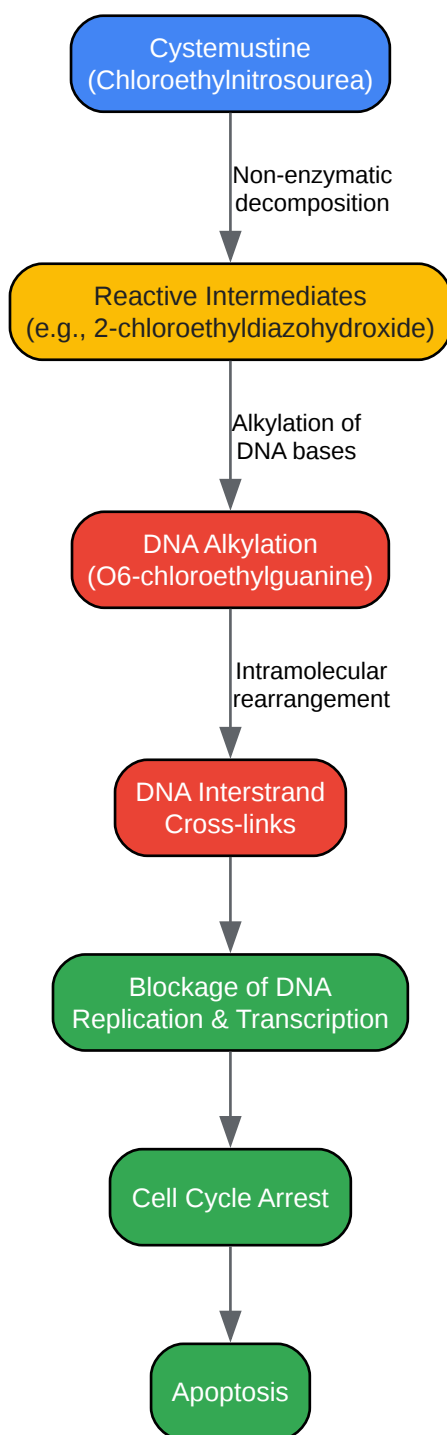 Cystemustine
(Chloroethylnitrosourea)
Non-enzymatic
decomposition
Reactive Intermediates
(e.g., 2-chloroethyldiazohydroxide)
Alkylation of
DNA bases
DNA Alkylation
(O6-chloroethylguanine)
Intramolecular
rearrangement
DNA Interstrand
Cross-links
Blockage of DNA
Replication & Transcription
Cell Cycle Arrest
Apoptosis